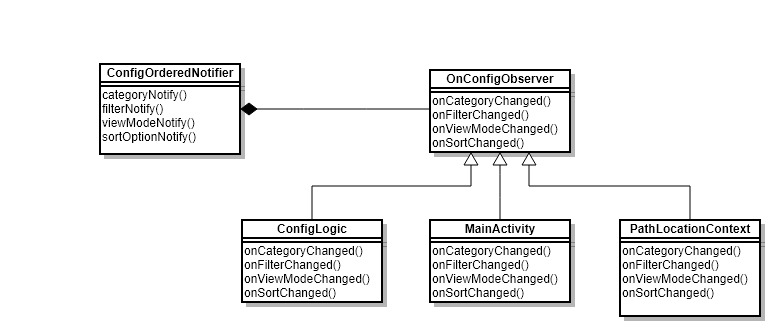 ConfigOrderedNotifier
categoryNotify()
filterNotify()
viewModeNotify()
sortOptionNotify()
OnConfigObserver
onCategoryChanged()
onFilterChanged()
onViewModeChanged()
onSortChanged()
ConfigLogic
onCategoryChanged()
onFilterChanged()
onViewModeChanged()
onSortChanged()
MainActivity
onCategoryChanged()
onFilterChanged()
onViewModeChanged()
onSortChanged()
PathLocationContext
onCategoryChanged()
onFilterChanged()
onViewModeChanged()
onSortChanged()